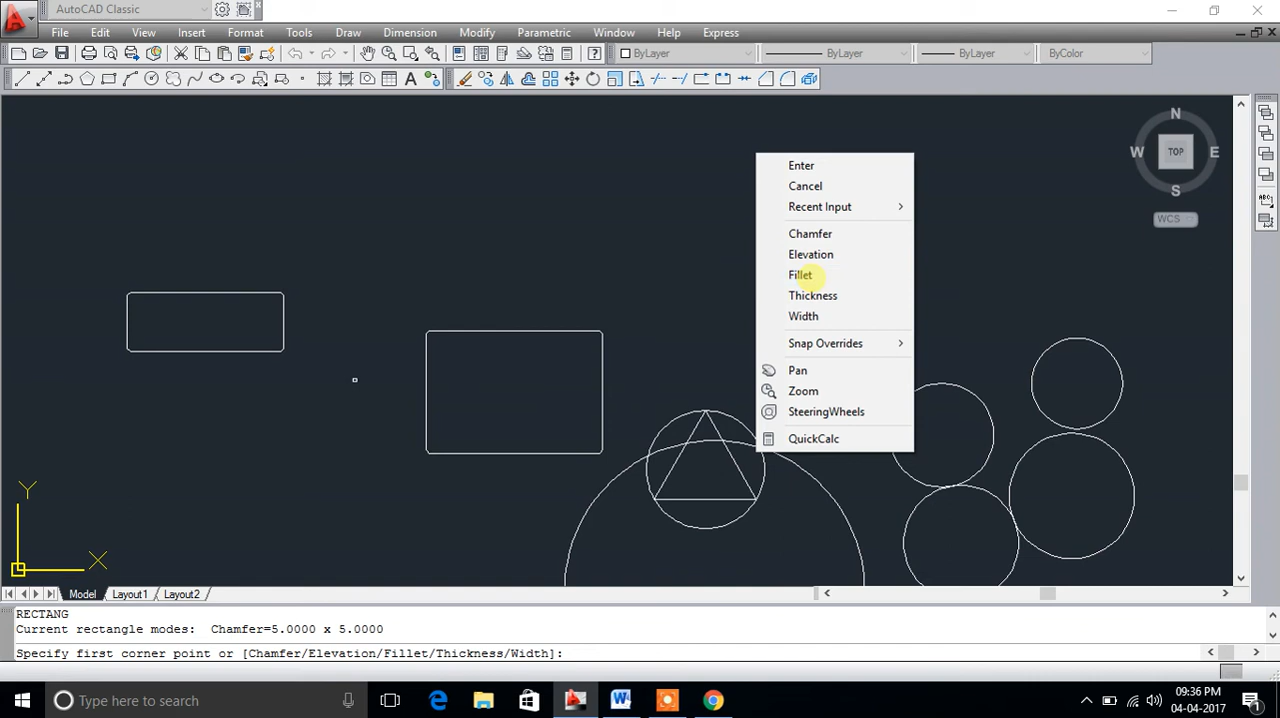 AutoCAD Classic
File Edit View Insert Format Tools Draw Dimension Modify Parametric Window Help Express
ByLayer ByLayer ByLayer ByColor
A
ABC
N
W TOP E
S
WCS
Enter
Cancel
Recent Input
Chamfer
Elevation
Fillet
Thickness
Width
Snap Overrides
Pan
Zoom
SteeringWheels
QuickCalc
Y
X
Model Layout1 Layout2
RECTANG
Current rectangle modes: Chamfer=5.0000 x 5.0000
Specify first corner point or [Chamfer/Elevation/Fillet/Thickness/Width]:
Type here to search
09:36 PM
04-04-2017